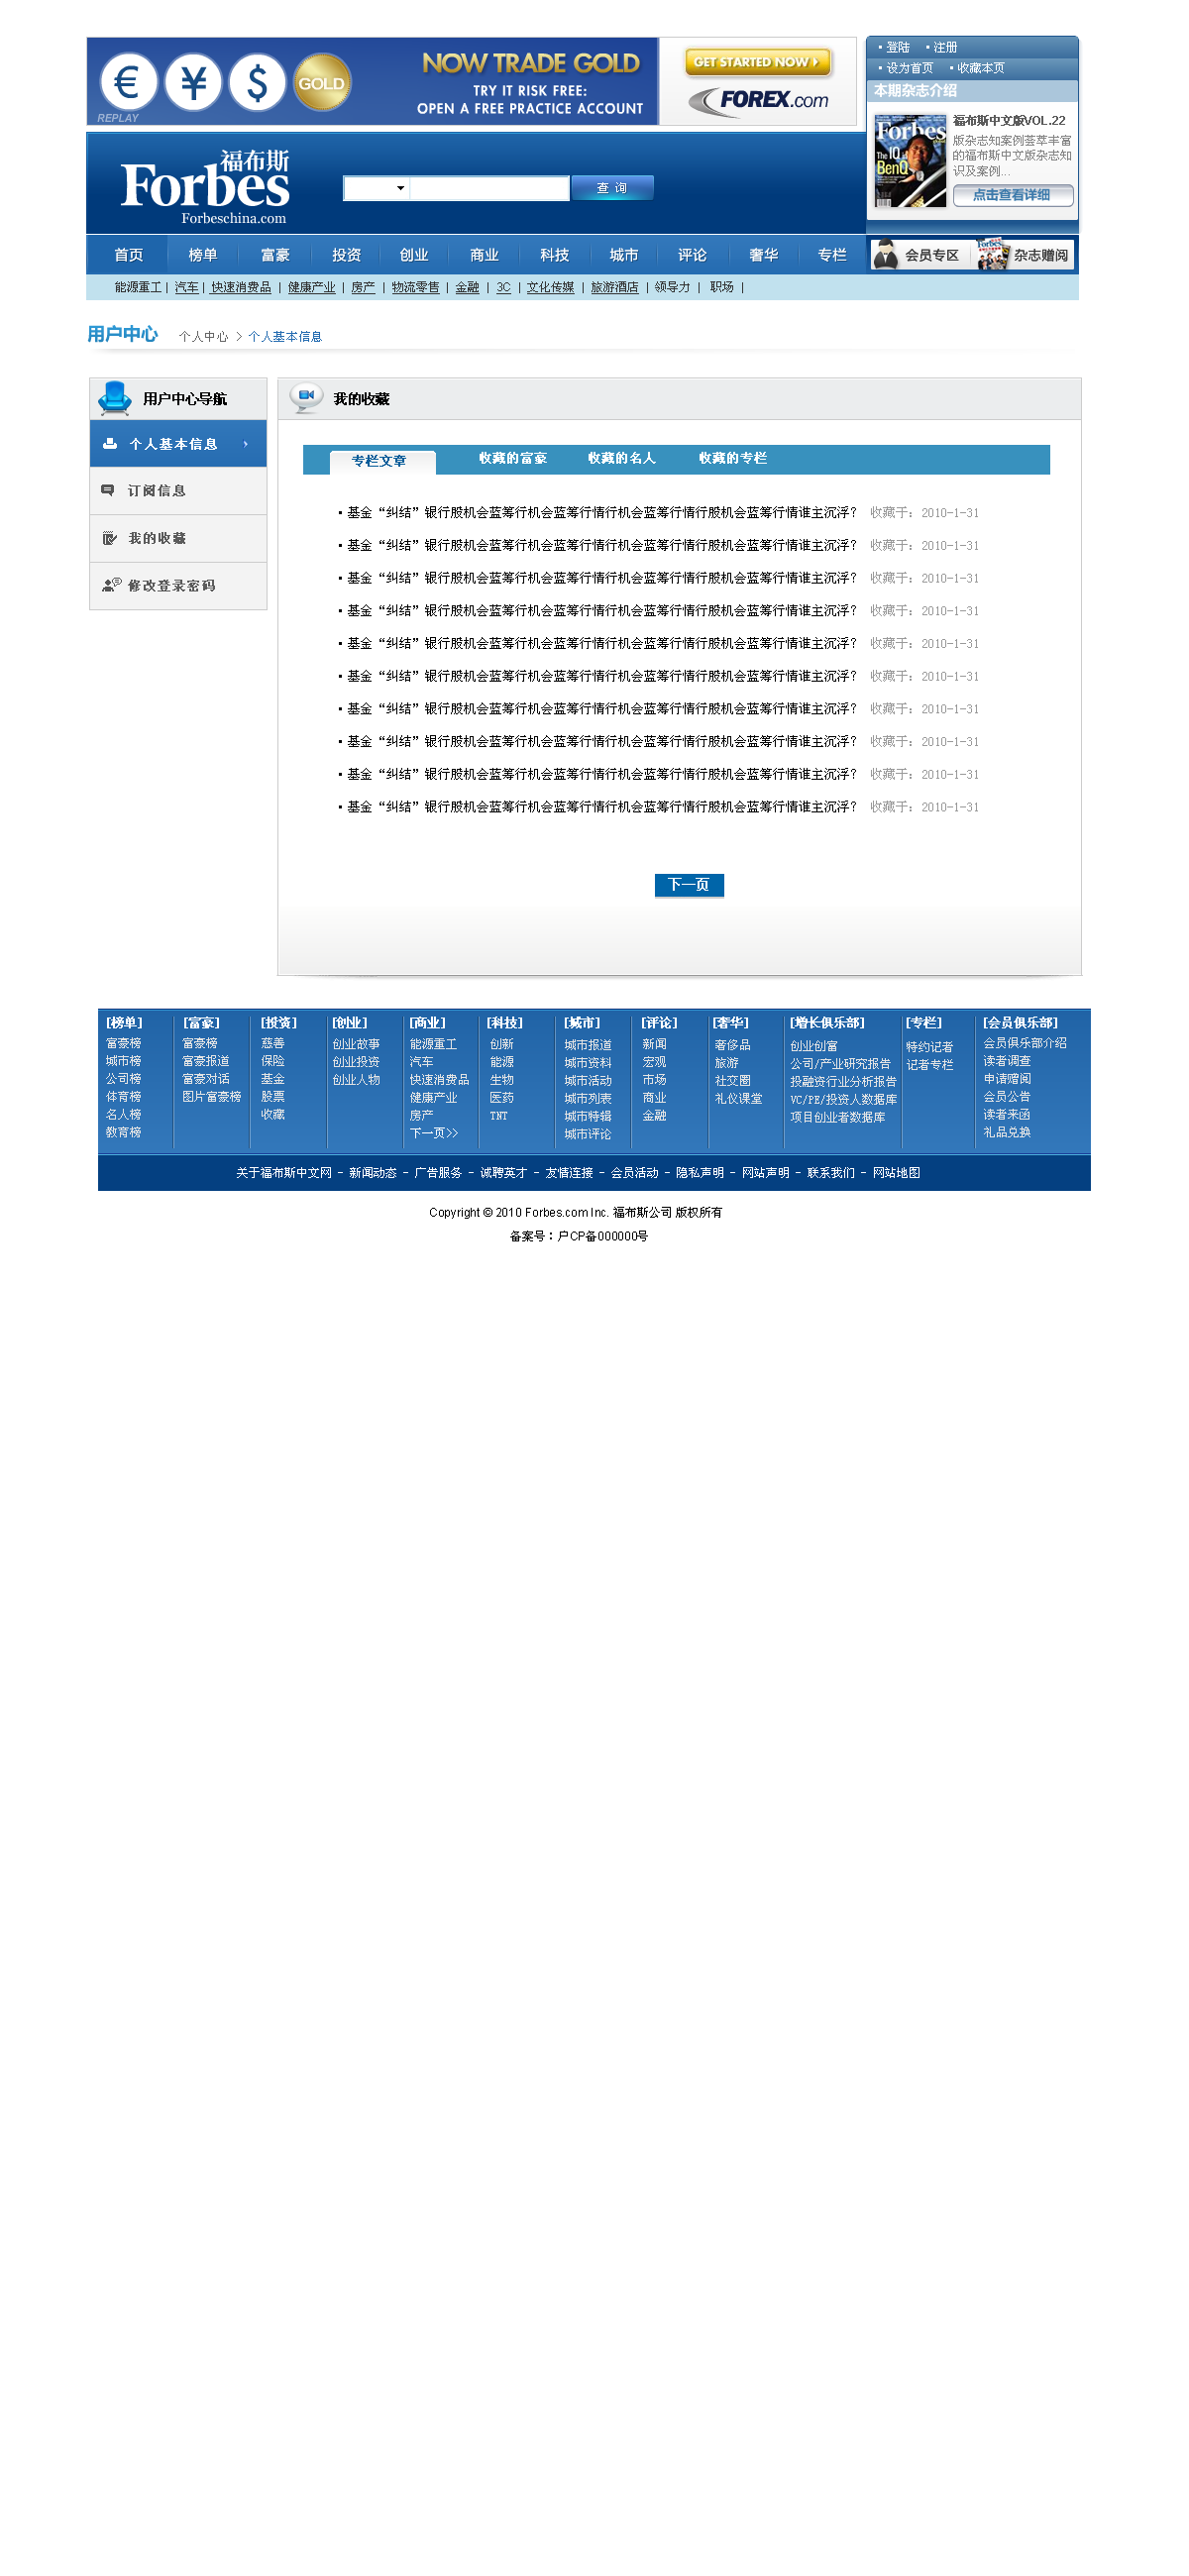 € ¥ $ GOLD
REPLAY
NOW TRADE GOLD
TRY IT RISK FREE:
OPEN A FREE PRACTICE ACCOUNT
GET STARTED NOW
FOREX.com
登陆 注册
设为首页 收藏本页
本期杂志介绍
Forbes
The IQ of
BenQ
福布斯中文版VOL.22
版杂志知案例荟萃丰富
的福布斯中文版杂志知
识及案例...
点击查看详细
福布斯
Forbes
Forbeschina.com
查 询
首页 榜单 富豪 投资 创业 商业 科技 城市 评论 奢华 专栏
会员专区 Forbes 杂志赠阅
能源重工 | 汽车 | 快速消费品 | 健康产业 | 房产 | 物流零售 | 金融 | 3C | 文化传媒 | 旅游酒店 | 领导力 | 职场 |
用户中心 个人中心 > 个人基本信息
用户中心导航
个人基本信息
订阅信息
我的收藏
修改登录密码
我的收藏
专栏文章 收藏的富豪 收藏的名人 收藏的专栏
▪ 基金“纠结”银行股机会蓝筹行机会蓝筹行情行机会蓝筹行情行股机会蓝筹行情谁主沉浮？ 收藏于：2010-1-31
▪ 基金“纠结”银行股机会蓝筹行机会蓝筹行情行机会蓝筹行情行股机会蓝筹行情谁主沉浮？ 收藏于：2010-1-31
▪ 基金“纠结”银行股机会蓝筹行机会蓝筹行情行机会蓝筹行情行股机会蓝筹行情谁主沉浮？ 收藏于：2010-1-31
▪ 基金“纠结”银行股机会蓝筹行机会蓝筹行情行机会蓝筹行情行股机会蓝筹行情谁主沉浮？ 收藏于：2010-1-31
▪ 基金“纠结”银行股机会蓝筹行机会蓝筹行情行机会蓝筹行情行股机会蓝筹行情谁主沉浮？ 收藏于：2010-1-31
▪ 基金“纠结”银行股机会蓝筹行机会蓝筹行情行机会蓝筹行情行股机会蓝筹行情谁主沉浮？ 收藏于：2010-1-31
▪ 基金“纠结”银行股机会蓝筹行机会蓝筹行情行机会蓝筹行情行股机会蓝筹行情谁主沉浮？ 收藏于：2010-1-31
▪ 基金“纠结”银行股机会蓝筹行机会蓝筹行情行机会蓝筹行情行股机会蓝筹行情谁主沉浮？ 收藏于：2010-1-31
▪ 基金“纠结”银行股机会蓝筹行机会蓝筹行情行机会蓝筹行情行股机会蓝筹行情谁主沉浮？ 收藏于：2010-1-31
▪ 基金“纠结”银行股机会蓝筹行机会蓝筹行情行机会蓝筹行情行股机会蓝筹行情谁主沉浮？ 收藏于：2010-1-31
下一页
[榜单]
富豪榜
城市榜
公司榜
体育榜
名人榜
教育榜
[富豪]
富豪榜
富豪报道
富豪对话
图片富豪榜
[投资]
慈善
保险
基金
股票
收藏
[创业]
创业故事
创业投资
创业人物
[商业]
能源重工
汽车
快速消费品
健康产业
房产
下一页>>
[科技]
创新
能源
生物
医药
TNT
[城市]
城市报道
城市资料
城市活动
城市列表
城市特辑
城市评论
[评论]
新闻
宏观
市场
商业
金融
[奢华]
奢侈品
旅游
社交圈
礼仪课堂
[增长俱乐部]
创业创富
公司/产业研究报告
投融资行业分析报告
VC/PE/投资人数据库
项目创业者数据库
[专栏]
特约记者
记者专栏
[会员俱乐部]
会员俱乐部介绍
读者调查
申请赠阅
会员公告
读者来函
礼品兑换
关于福布斯中文网 - 新闻动态 - 广告服务 - 诚聘英才 - 友情连接 - 会员活动 - 隐私声明 - 网站声明 - 联系我们 - 网站地图
Copyright © 2010 Forbes.com Inc. 福布斯公司 版权所有
备案号：户CP备000000号